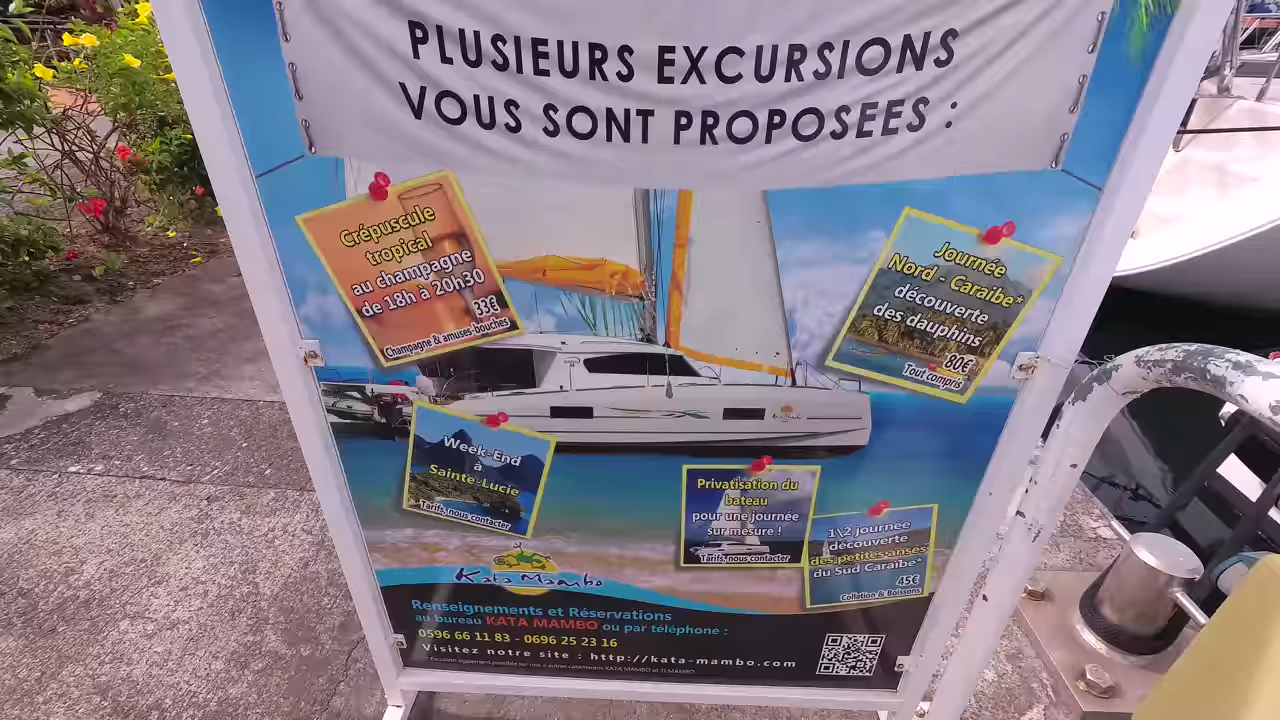 PLUSIEURS EXCURSIONS
VOUS SONT PROPOSEES :
Crépuscule
tropical
au champagne
de 18h à 20h30
33€
Champagne & amuses-bouches
Journée
Nord - Caraibe*
découverte
des dauphins
80€
Tout compris
Week-End
à
Sainte-Lucie
Tarifs, nous contacter
Privatisation du
bateau
pour une journée
sur mesure !
Tarifs, nous contacter
1\2 journée
découverte
des petites anses
du Sud Caraïbe*
45€
Collation & Boissons
Kata Mambo
Renseignements et Réservations
au bureau KATA MAMBO ou par téléphone :
0596 66 11 83 - 0696 25 23 16
Visitez notre site : http://kata-mambo.com